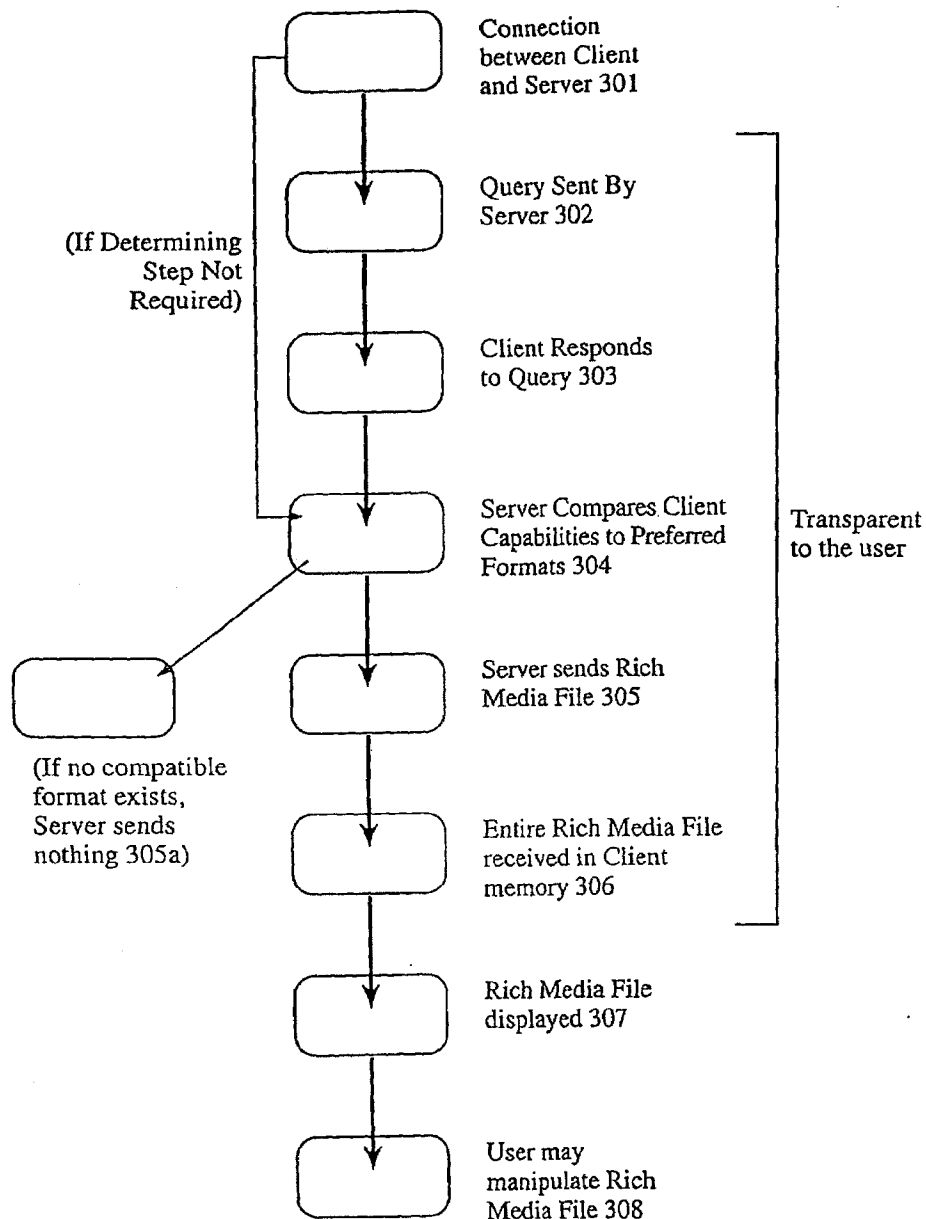 Connection
between Client
and Server 301
Query Sent By
Server 302
(If Determining
Step Not
Required)
Client Responds
to Query 303
Server Compares Client
Capabilities to Preferred
Formats 304
Transparent
to the user
Server sends Rich
Media File 305
(If no compatible
format exists,
Server sends
nothing 305a)
Entire Rich Media File
received in Client
memory 306
Rich Media File
displayed 307
User may
manipulate Rich
Media File 308